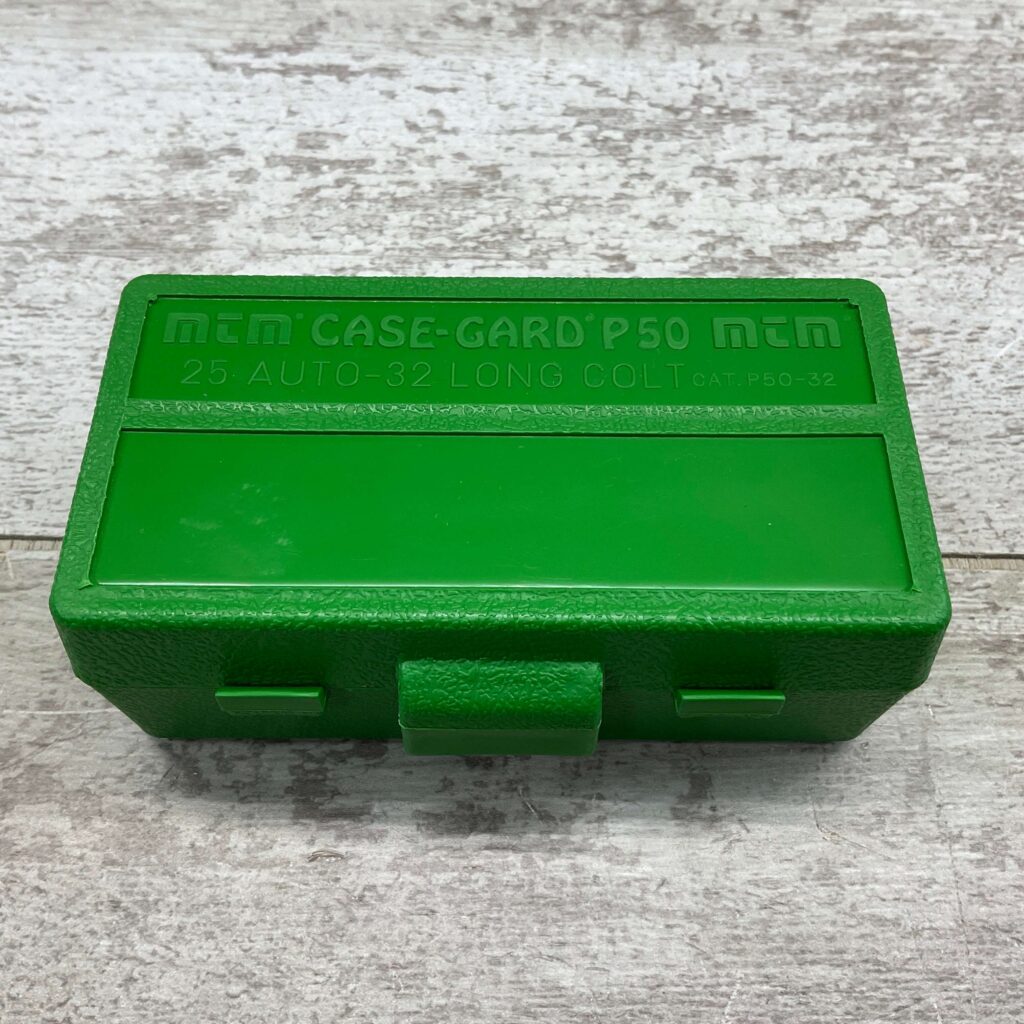 mtm® CASE-GARD® P50 mtm®
25 AUTO-32 LONG COLT CAT. P50-32